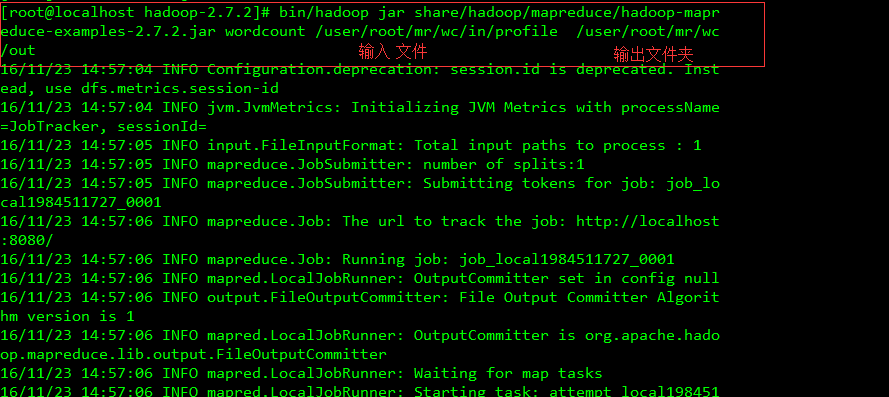 [root@localhost hadoop-2.7.2]# bin/hadoop jar share/hadoop/mapreduce/hadoop-mapr
educe-examples-2.7.2.jar wordcount /user/root/mr/wc/in/profile  /user/root/mr/wc
/out
输入 文件
输出文件夹
16/11/23 14:57:04 INFO Configuration.deprecation: session.id is deprecated. Inst
ead, use dfs.metrics.session-id
16/11/23 14:57:04 INFO jvm.JvmMetrics: Initializing JVM Metrics with processName
=JobTracker, sessionId=
16/11/23 14:57:05 INFO input.FileInputFormat: Total input paths to process : 1
16/11/23 14:57:05 INFO mapreduce.JobSubmitter: number of splits:1
16/11/23 14:57:05 INFO mapreduce.JobSubmitter: Submitting tokens for job: job_lo
cal1984511727_0001
16/11/23 14:57:06 INFO mapreduce.Job: The url to track the job: http://localhost
:8080/
16/11/23 14:57:06 INFO mapreduce.Job: Running job: job_local1984511727_0001
16/11/23 14:57:06 INFO mapred.LocalJobRunner: OutputCommitter set in config null
16/11/23 14:57:06 INFO output.FileOutputCommitter: File Output Committer Algorit
hm version is 1
16/11/23 14:57:06 INFO mapred.LocalJobRunner: OutputCommitter is org.apache.hado
op.mapreduce.lib.output.FileOutputCommitter
16/11/23 14:57:06 INFO mapred.LocalJobRunner: Waiting for map tasks
16/11/23 14:57:06 INFO mapred.LocalJobRunner: Starting task: attempt_local198451